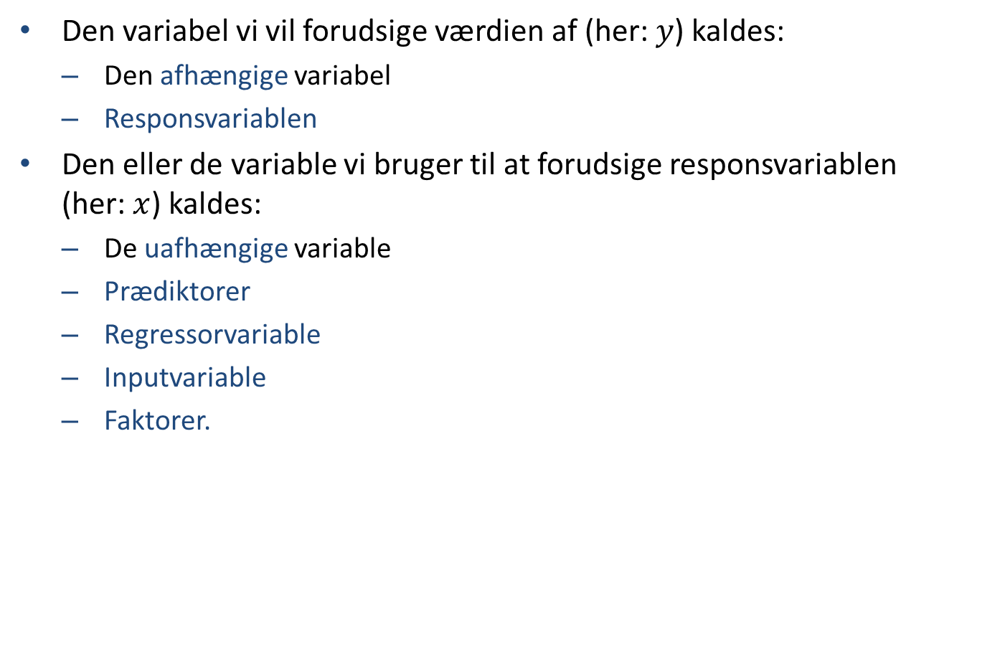 • Den variabel vi vil forudsige værdien af (her: y) kaldes:
– Den afhængige variabel
– Responsvariablen
• Den eller de variable vi bruger til at forudsige responsvariablen
(her: x) kaldes:
– De uafhængige variable
– Prædiktorer
– Regressorvariable
– Inputvariable
– Faktorer.